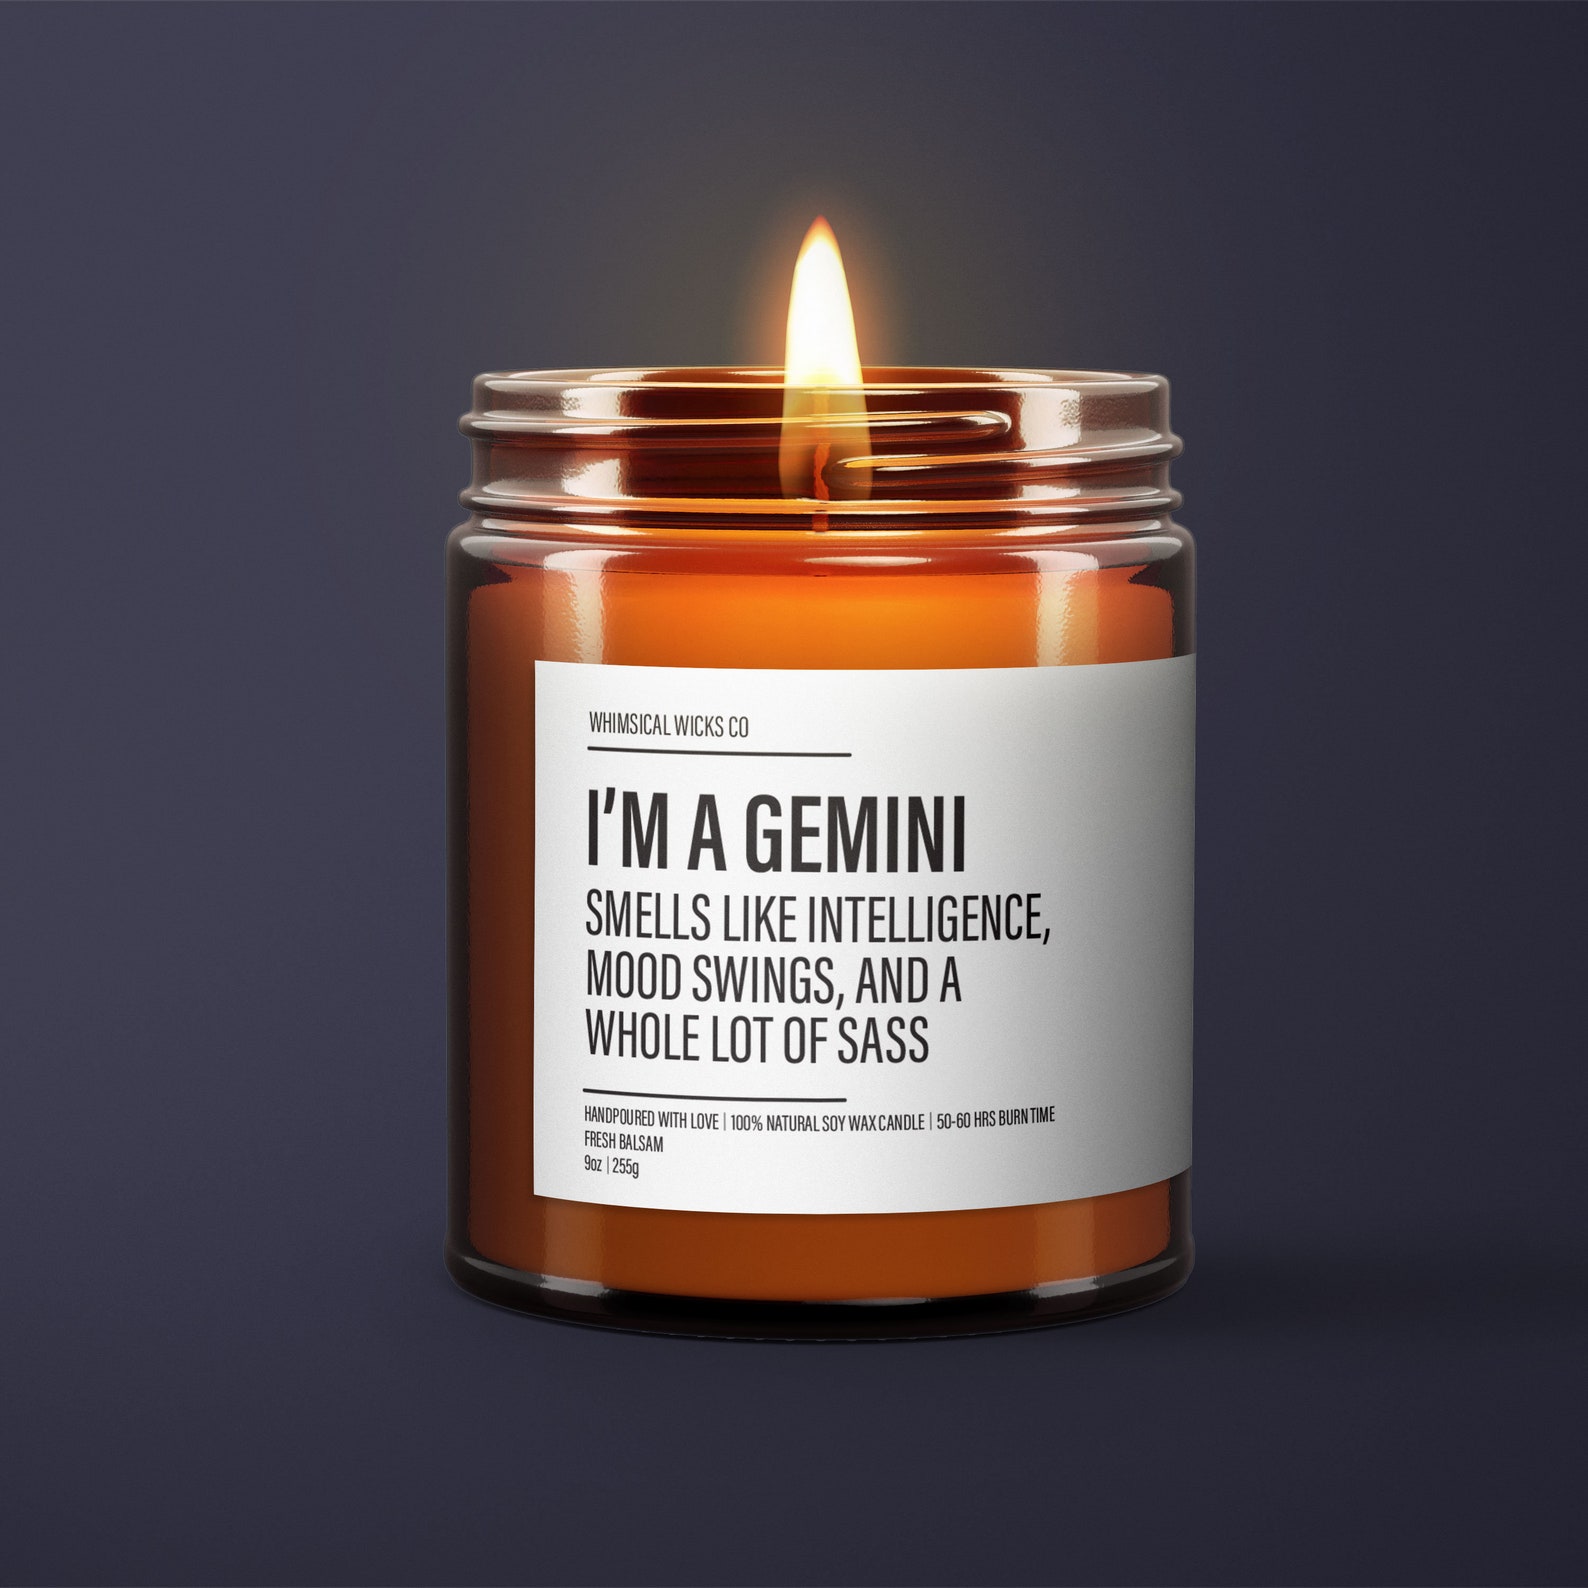 WHIMSICAL WICKS CO
I'M A GEMINI
SMELLS LIKE INTELLIGENCE,
MOOD SWINGS, AND A
WHOLE LOT OF SASS
HANDPOURED WITH LOVE | 100% NATURAL SOY WAX CANDLE | 50-60 HRS BURN TIME
FRESH BALSAM
9oz | 255g